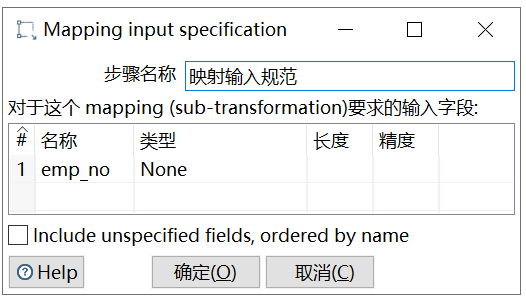 Mapping input specification
步骤名称 映射输入规范
对于这个 mapping (sub-transformation)要求的输入字段:
# 名称 类型 长度 精度
1 emp_no None
Include unspecified fields, ordered by name
Help 确定(O) 取消(C)